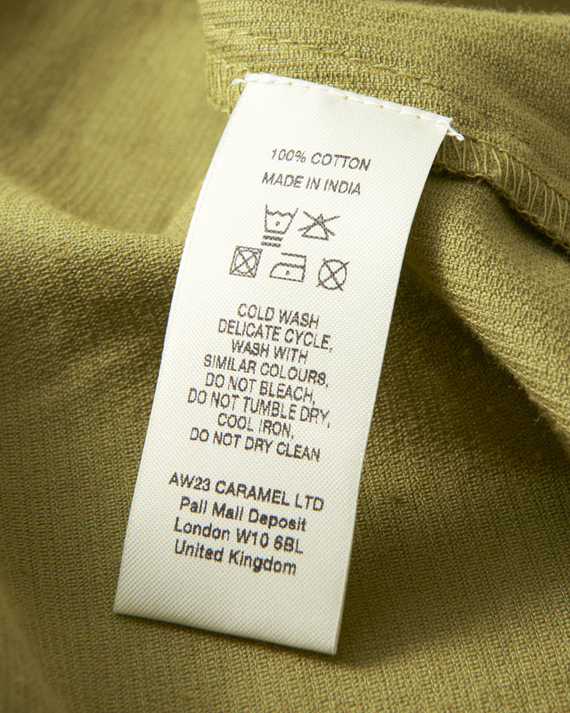 100% COTTON
MADE IN INDIA
COLD WASH
DELICATE CYCLE,
WASH WITH
SIMILAR COLOURS,
DO NOT BLEACH,
DO NOT TUMBLE DRY,
COOL IRON,
DO NOT DRY CLEAN
AW23 CARAMEL LTD
Pall Mall Deposit
London W10 6BL
United Kingdom